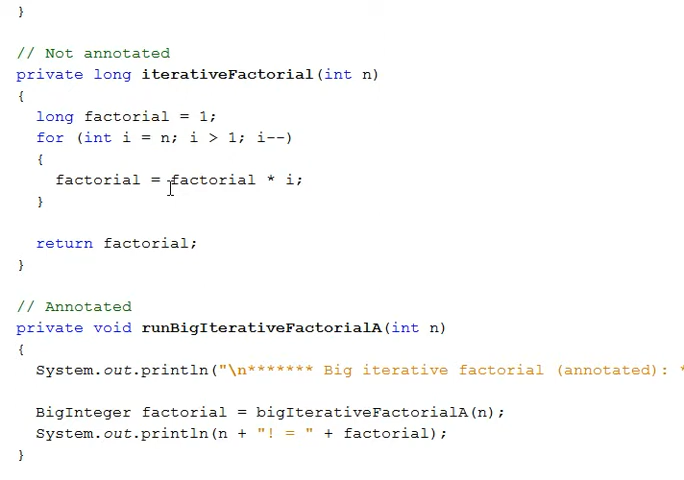 }
// Not annotated
private long iterativeFactorial(int n)
{
long factorial = 1;
for (int i = n; i > 1; i--)
{
factorial = factorial * i;
}
return factorial;
}
// Annotated
private void runBigIterativeFactorialA(int n)
{
System.out.println("\n******* Big iterative factorial (annotated): *
BigInteger factorial = bigIterativeFactorialA(n);
System.out.println(n + "! = " + factorial);
}